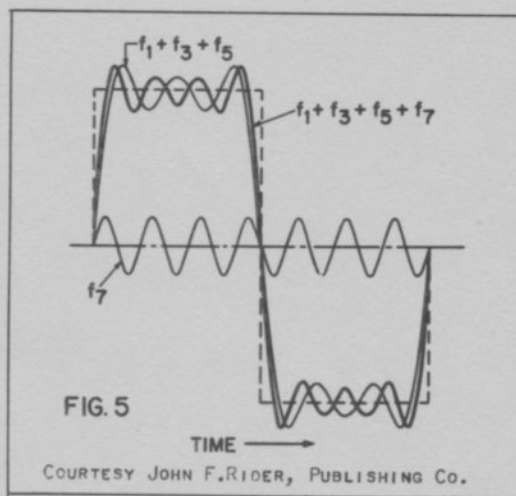 f₁ + f₃ + f₅
f₁ + f₃ + f₅ + f₇
f₇
FIG. 5
TIME
COURTESY JOHN F. RIDER, PUBLISHING CO.